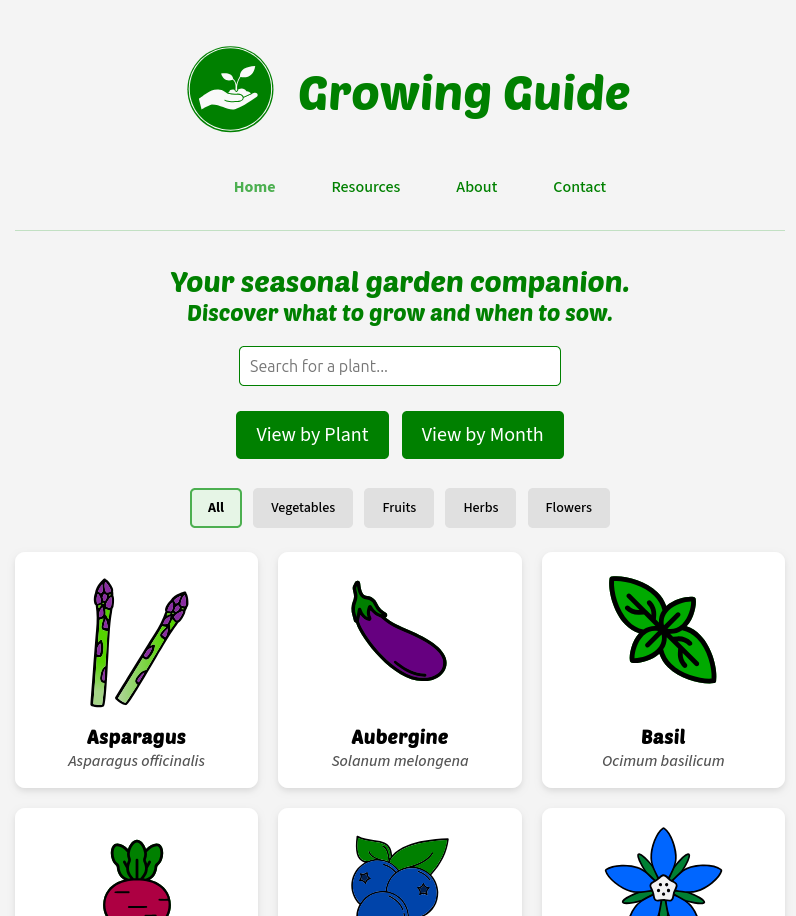 Growing Guide
Home Resources About Contact
Your seasonal garden companion.
Discover what to grow and when to sow.
Search for a plant...
View by Plant View by Month
All Vegetables Fruits Herbs Flowers
Asparagus Aubergine Basil
Asparagus officinalis Solanum melongena Ocimum basilicum